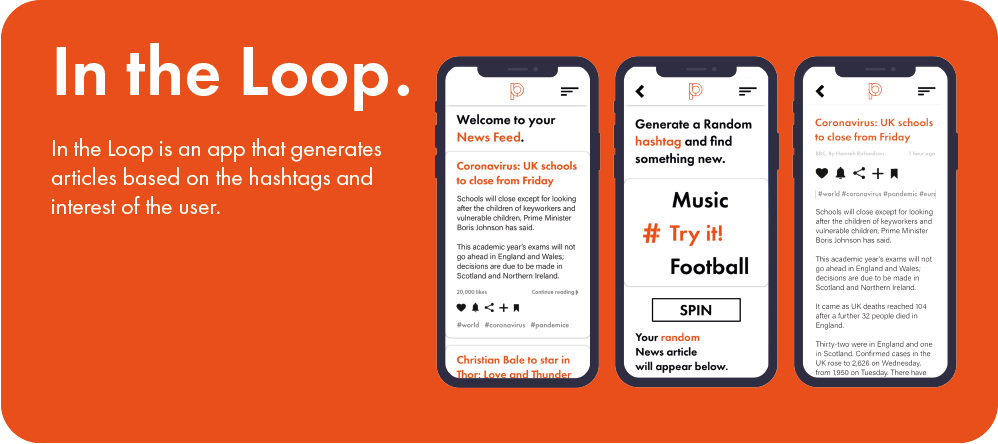 In the Loop.
In the Loop is an app that generates
articles based on the hashtags and
interest of the user.
Welcome to your
News Feed.
Coronavirus: UK schools
to close from Friday
Schools will close except for looking
after the children of keyworkers and
vulnerable children, Prime Minister
Boris Johnson has said.
This academic year's exams will not
go ahead in England and Wales;
decisions are due to be made in
Scotland and Northern Ireland.
20,000 likes
Continue reading
#world #coronavirus #pandemice
Christian Bale to star in
Thor: Love and Thunder
Generate a Random
hashtag and find
something new.
Music
# Try it!
Football
SPIN
Your random
News article
will appear below.
Coronavirus: UK schools
to close from Friday
BBC, By Hannah Richardson
1 hour ago
#world #coronavirus #pandemic #euro
Schools will close except for looking
after the children of keyworkers and
vulnerable children, Prime Minister
Boris Johnson has said.
This academic year's exams will not
go ahead in England and Wales;
decisions are due to be made in
Scotland and Northern Ireland.
It came as UK deaths reached 104
after a further 32 people died in
England.
Thirty-two were in England and one
in Scotland. Confirmed cases in the
UK rose to 2,626 on Wednesday,
from 1,950 on Tuesday. There have